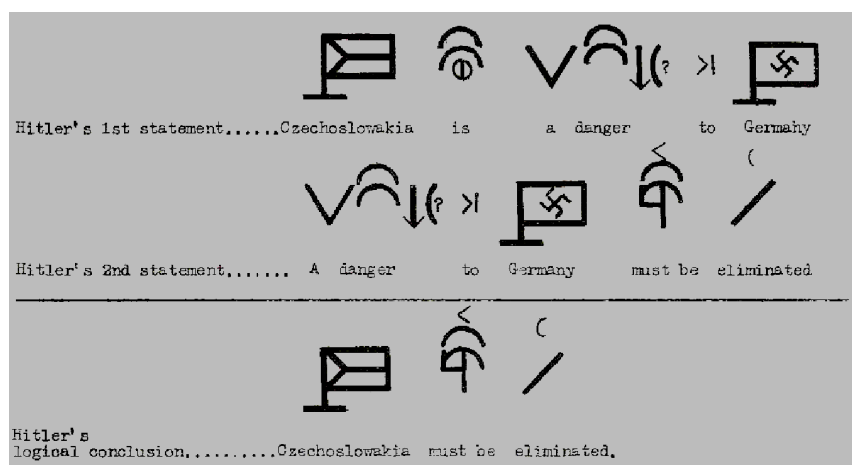 Hitler's 1st statement......Czechoslowakia is a danger to Germahy
Hitler's 2nd statement....... A danger to Germany must be eliminated
Hitler's
logical conclusion..........Czechoslowakia must be eliminated.